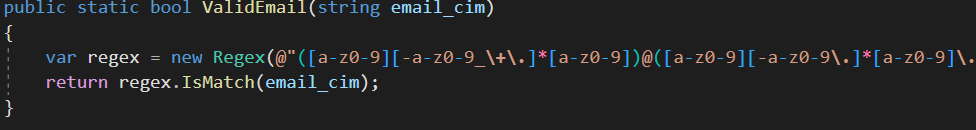 public static bool ValidEmail(string email_cim)
{
var regex = new Regex(@"([a-z0-9][-a-z0-9_\+\.]*[a-z0-9])@([a-z0-9][-a-z0-9\.]*[a-z0-9]\.
return regex.IsMatch(email_cim);
}